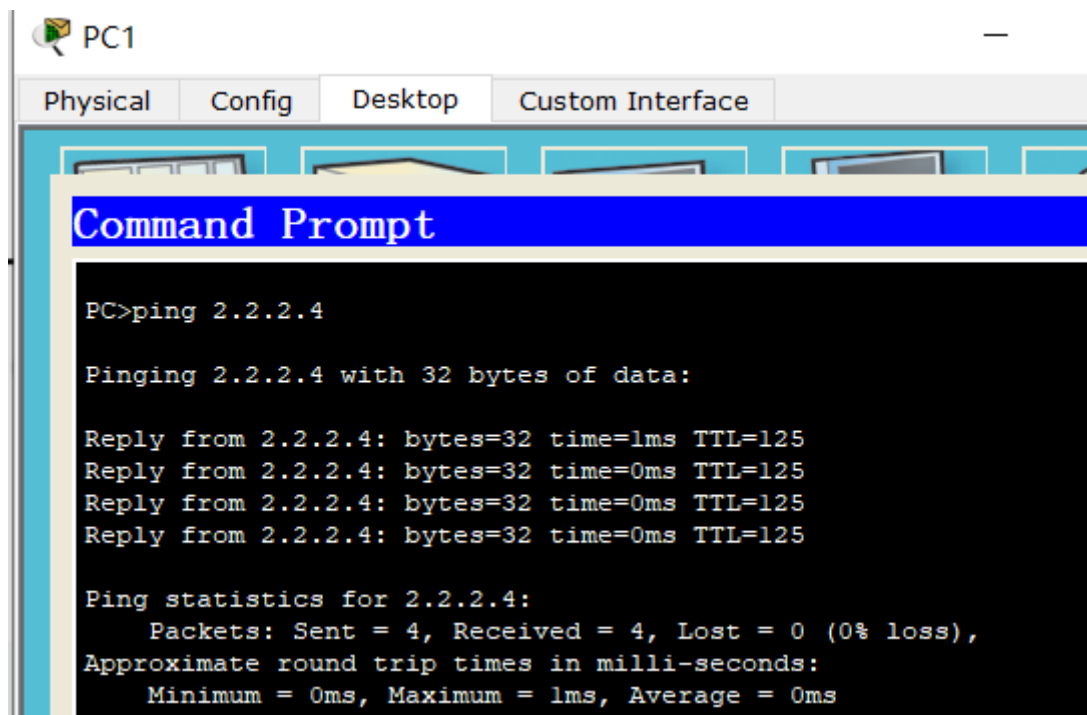 PC1
Physical Config Desktop Custom Interface
Command Prompt
PC>ping 2.2.2.4
Pinging 2.2.2.4 with 32 bytes of data:
Reply from 2.2.2.4: bytes=32 time=1ms TTL=125
Reply from 2.2.2.4: bytes=32 time=0ms TTL=125
Reply from 2.2.2.4: bytes=32 time=0ms TTL=125
Reply from 2.2.2.4: bytes=32 time=0ms TTL=125
Ping statistics for 2.2.2.4:
Packets: Sent = 4, Received = 4, Lost = 0 (0% loss),
Approximate round trip times in milli-seconds:
Minimum = 0ms, Maximum = 1ms, Average = 0ms